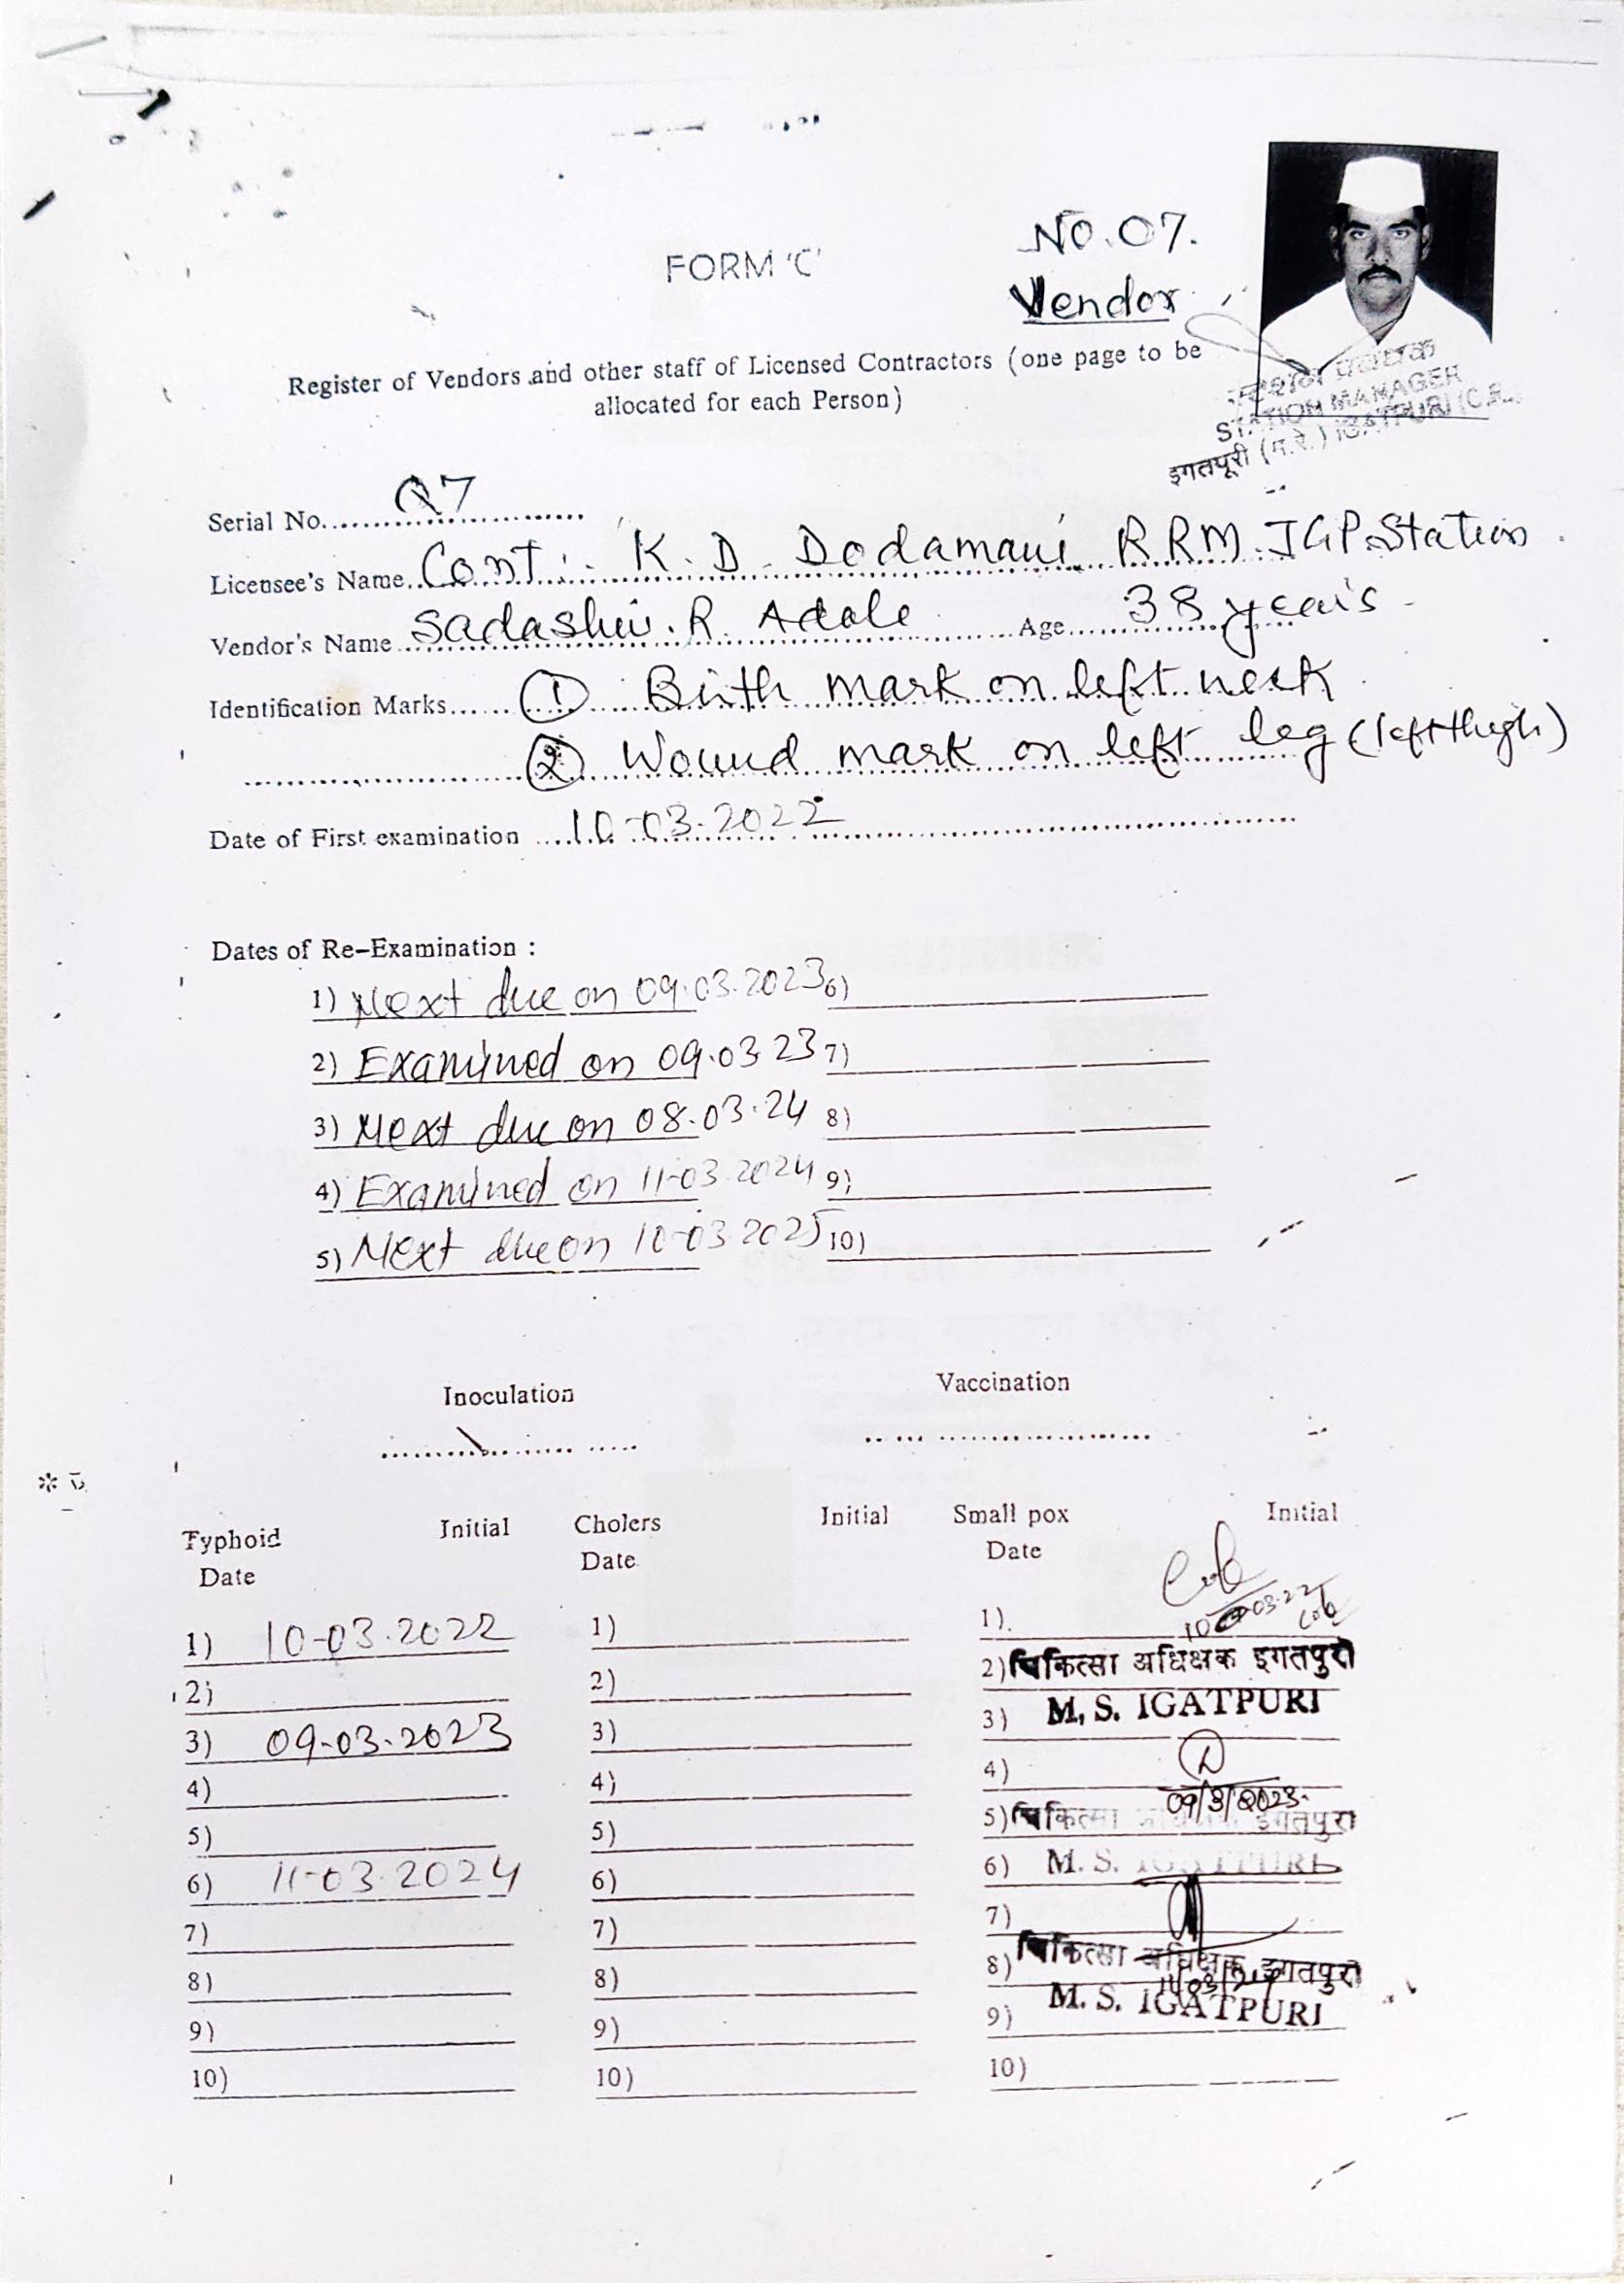 No. 07.
FORM 'C'
Vendor
Register of Vendors and other staff of Licensed Contractors (one page to be
allocated for each Person)
स्टेशन प्रबंधक
STATION MANAGER
इगतपूरी (म.रे.) IGATPURI (C.R.)
Serial No. 07
Licensee's Name. Cont. K. D. Dodamani RRM IGP Station.
Vendor's Name Sadashiv. R. Adole Age 38 years
Identification Marks ① Birth mark on left neck.
② Wound mark on left leg (left thigh)
Date of First examination 10-03-2022
Dates of Re-Examination :
1) Next due on 09.03.2023 6)
2) Examined on 09.03.23 7)
3) Next due on 08.03.24 8)
4) Examined on 11-03-2024 9)
5) Next due on 10-03-2025 10)
Inoculation Vaccination
Typhoid Initial Cholers Initial Small pox Initial
Date Date Date
10-03-22
1) 10-03-2022 1) 1)
2) 2) 2) चिकित्सा अधिक्षक इगतपुरी
3) 09-03-2023 3) 3) M. S. IGATPURI
4) 4) 4)
09/3/2023
5) 5) 5) चिकित्सा अधिक्षक इगतपुरी
6) 11-03-2024 6) 6) M. S. IGATPURI
7) 7) 7)
8) 8) 8) चिकित्सा अधिक्षक इगतपुरी
11/03/24
9) 9) 9) M. S. IGATPURI
10) 10) 10)